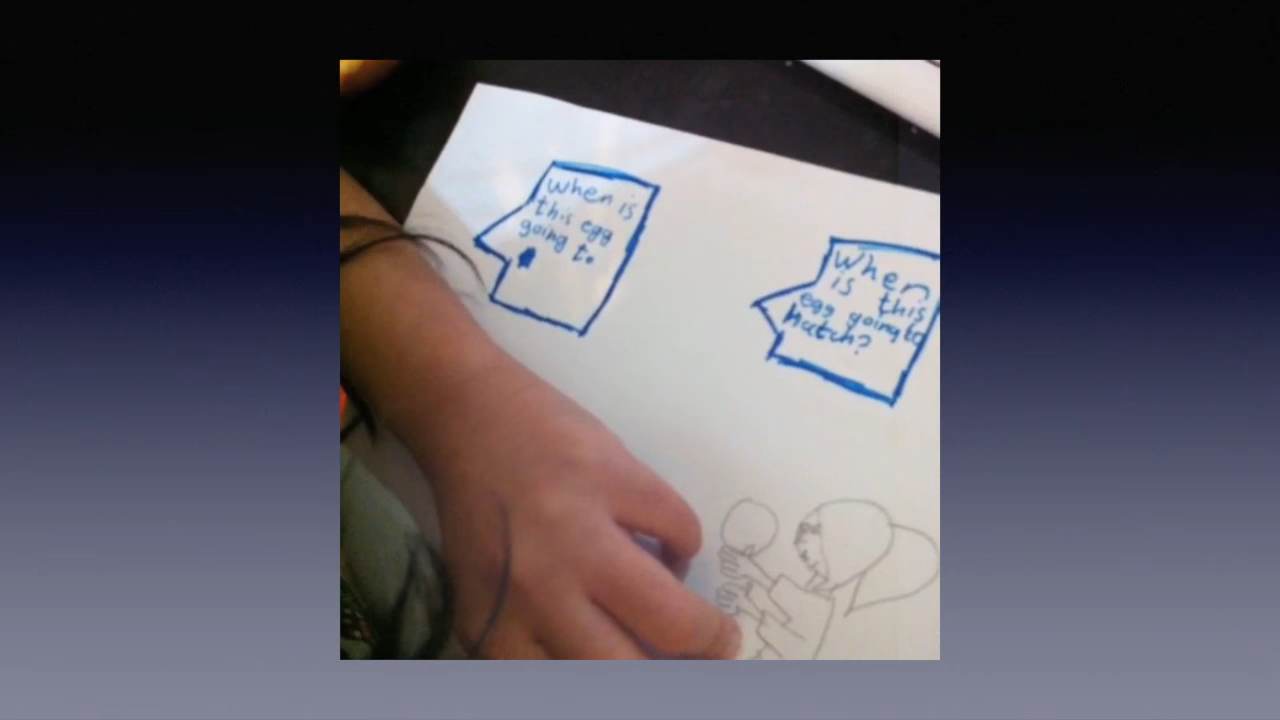 When is
this egg
going to
When
is this
egg going to
hatch?